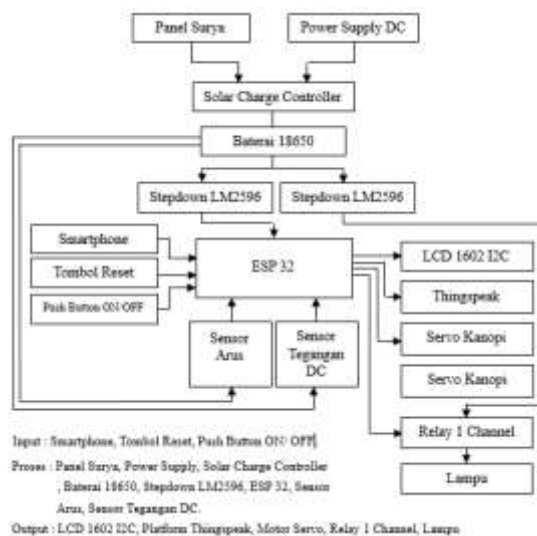 Panel Surya
Power Supply DC
Solar Charge Controller
Baterai 18650
Stepdown LM2596
Stepdown LM2596
Smartphone
Tombol Reset
Push Button ON/OFF
ESP 32
LCD 1602 I2C
Thingspeak
Servo Kanopi
Servo Kanopi
Sensor
Arus
Sensor
Tegangan
DC
Relay 1 Channel
Lampu
Input : Smartphone, Tombol Reset, Push Button ON/ OFF.
Proses : Panel Surya, Power Supply, Solar Charge Controller
, Baterai 18650, Stepdown LM2596, ESP 32, Sensor
Arus, Sensor Tegangan DC.
Output : LCD 1602 I2C, Platform Thingspeak, Motor Servo, Relay 1 Channel, Lampu